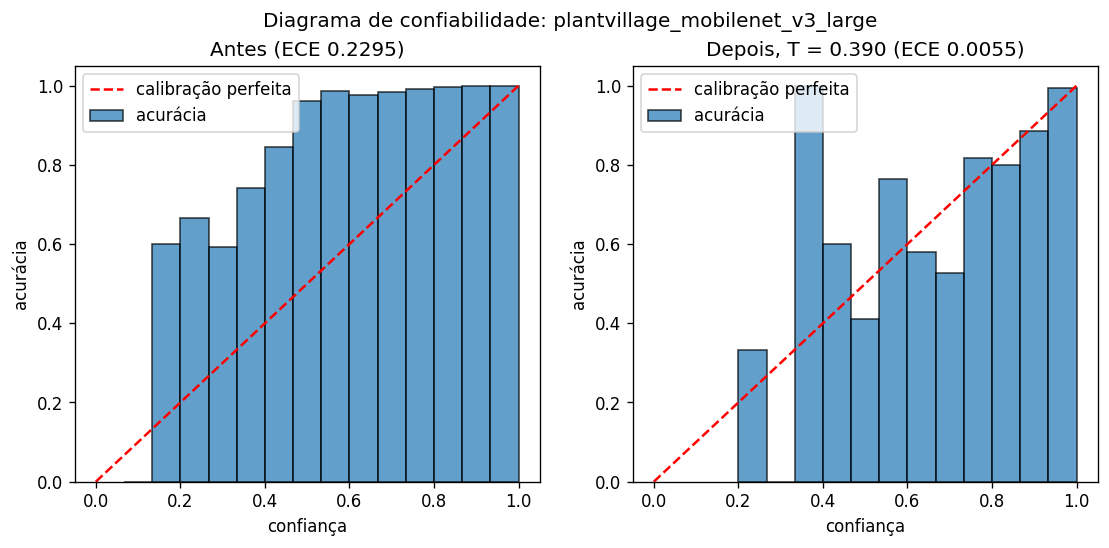 Diagrama de confiabilidade: plantvillage_mobilenet_v3_large
Antes (ECE 0.2295)
calibração perfeita
acurácia
1.0
0.8
0.6
0.4
0.2
0.0
acurácia
0.0 0.2 0.4 0.6 0.8 1.0
confiança
Depois, T = 0.390 (ECE 0.0055)
calibração perfeita
acurácia
1.0
0.8
0.6
0.4
0.2
0.0
acurácia
0.0 0.2 0.4 0.6 0.8 1.0
confiança